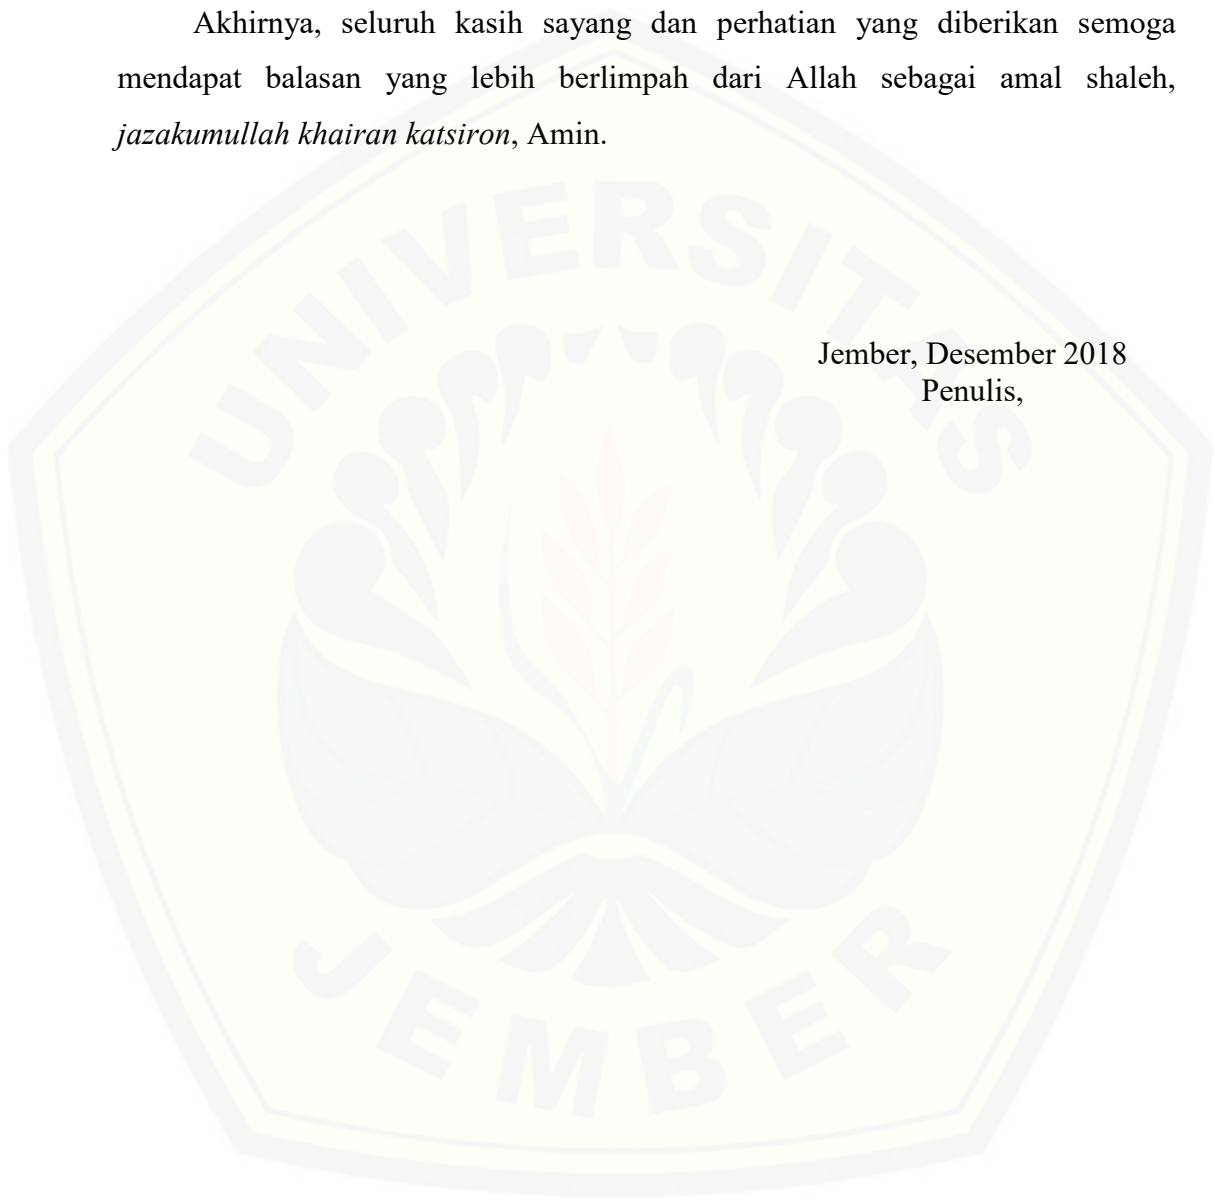 Akhirnya, seluruh kasih sayang dan perhatian yang diberikan semoga
mendapat balasan yang lebih berlimpah dari Allah sebagai amal shaleh,
jazakumullah khairan katsiron, Amin.
UNIVERSITAS
Jember, Desember 2018
Penulis,
JEMBER